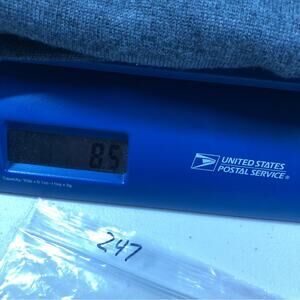 8.5
UNITED STATES
POSTAL SERVICE®
247